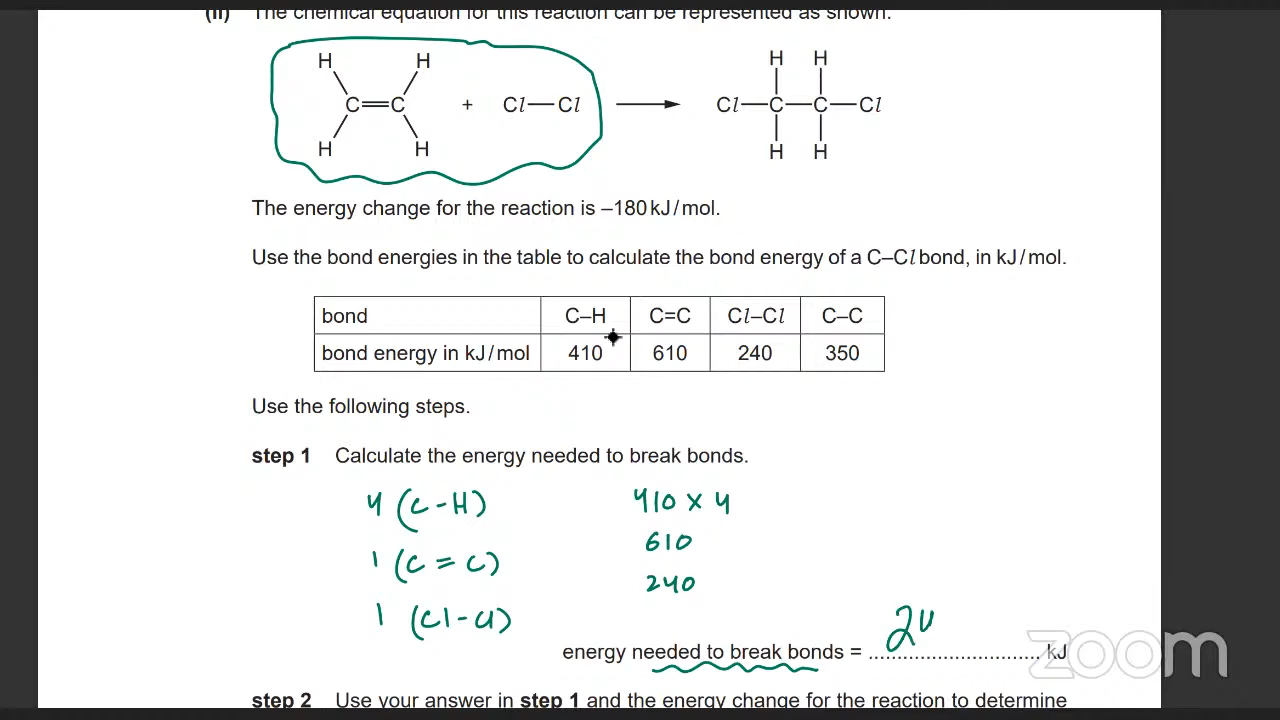 (ii) The chemical equation for this reaction can be represented as shown.
H H H H
C C + Cl Cl Cl C C Cl
H H H H
The energy change for the reaction is –180 kJ/mol.
Use the bond energies in the table to calculate the bond energy of a C–Cl bond, in kJ/mol.
bond C–H C=C Cl–Cl C–C
bond energy in kJ/mol 410 610 240 350
Use the following steps.
step 1 Calculate the energy needed to break bonds.
4 (C-H) 410 x 4
1 (C = C) 610
1 (Cl-Cl) 240
energy needed to break bonds = .............................. kJ
zoom
step 2 Use your answer in step 1 and the energy change for the reaction to determine